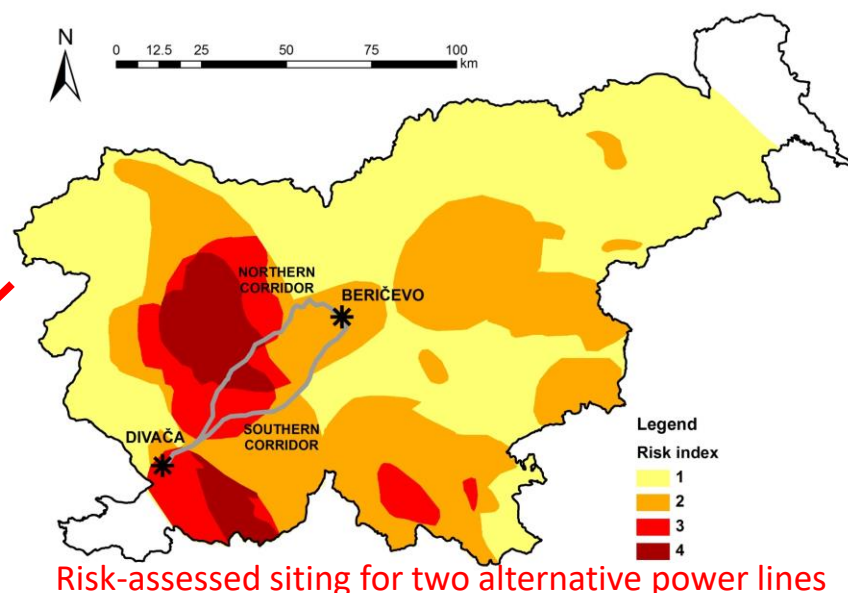 N
0 12.5 25 50 75 100
km
NORTHERN
CORRIDOR
BERIČEVO
DIVAČA
SOUTHERN
CORRIDOR
Legend
Risk index
1
2
3
4
Risk-assessed siting for two alternative power lines